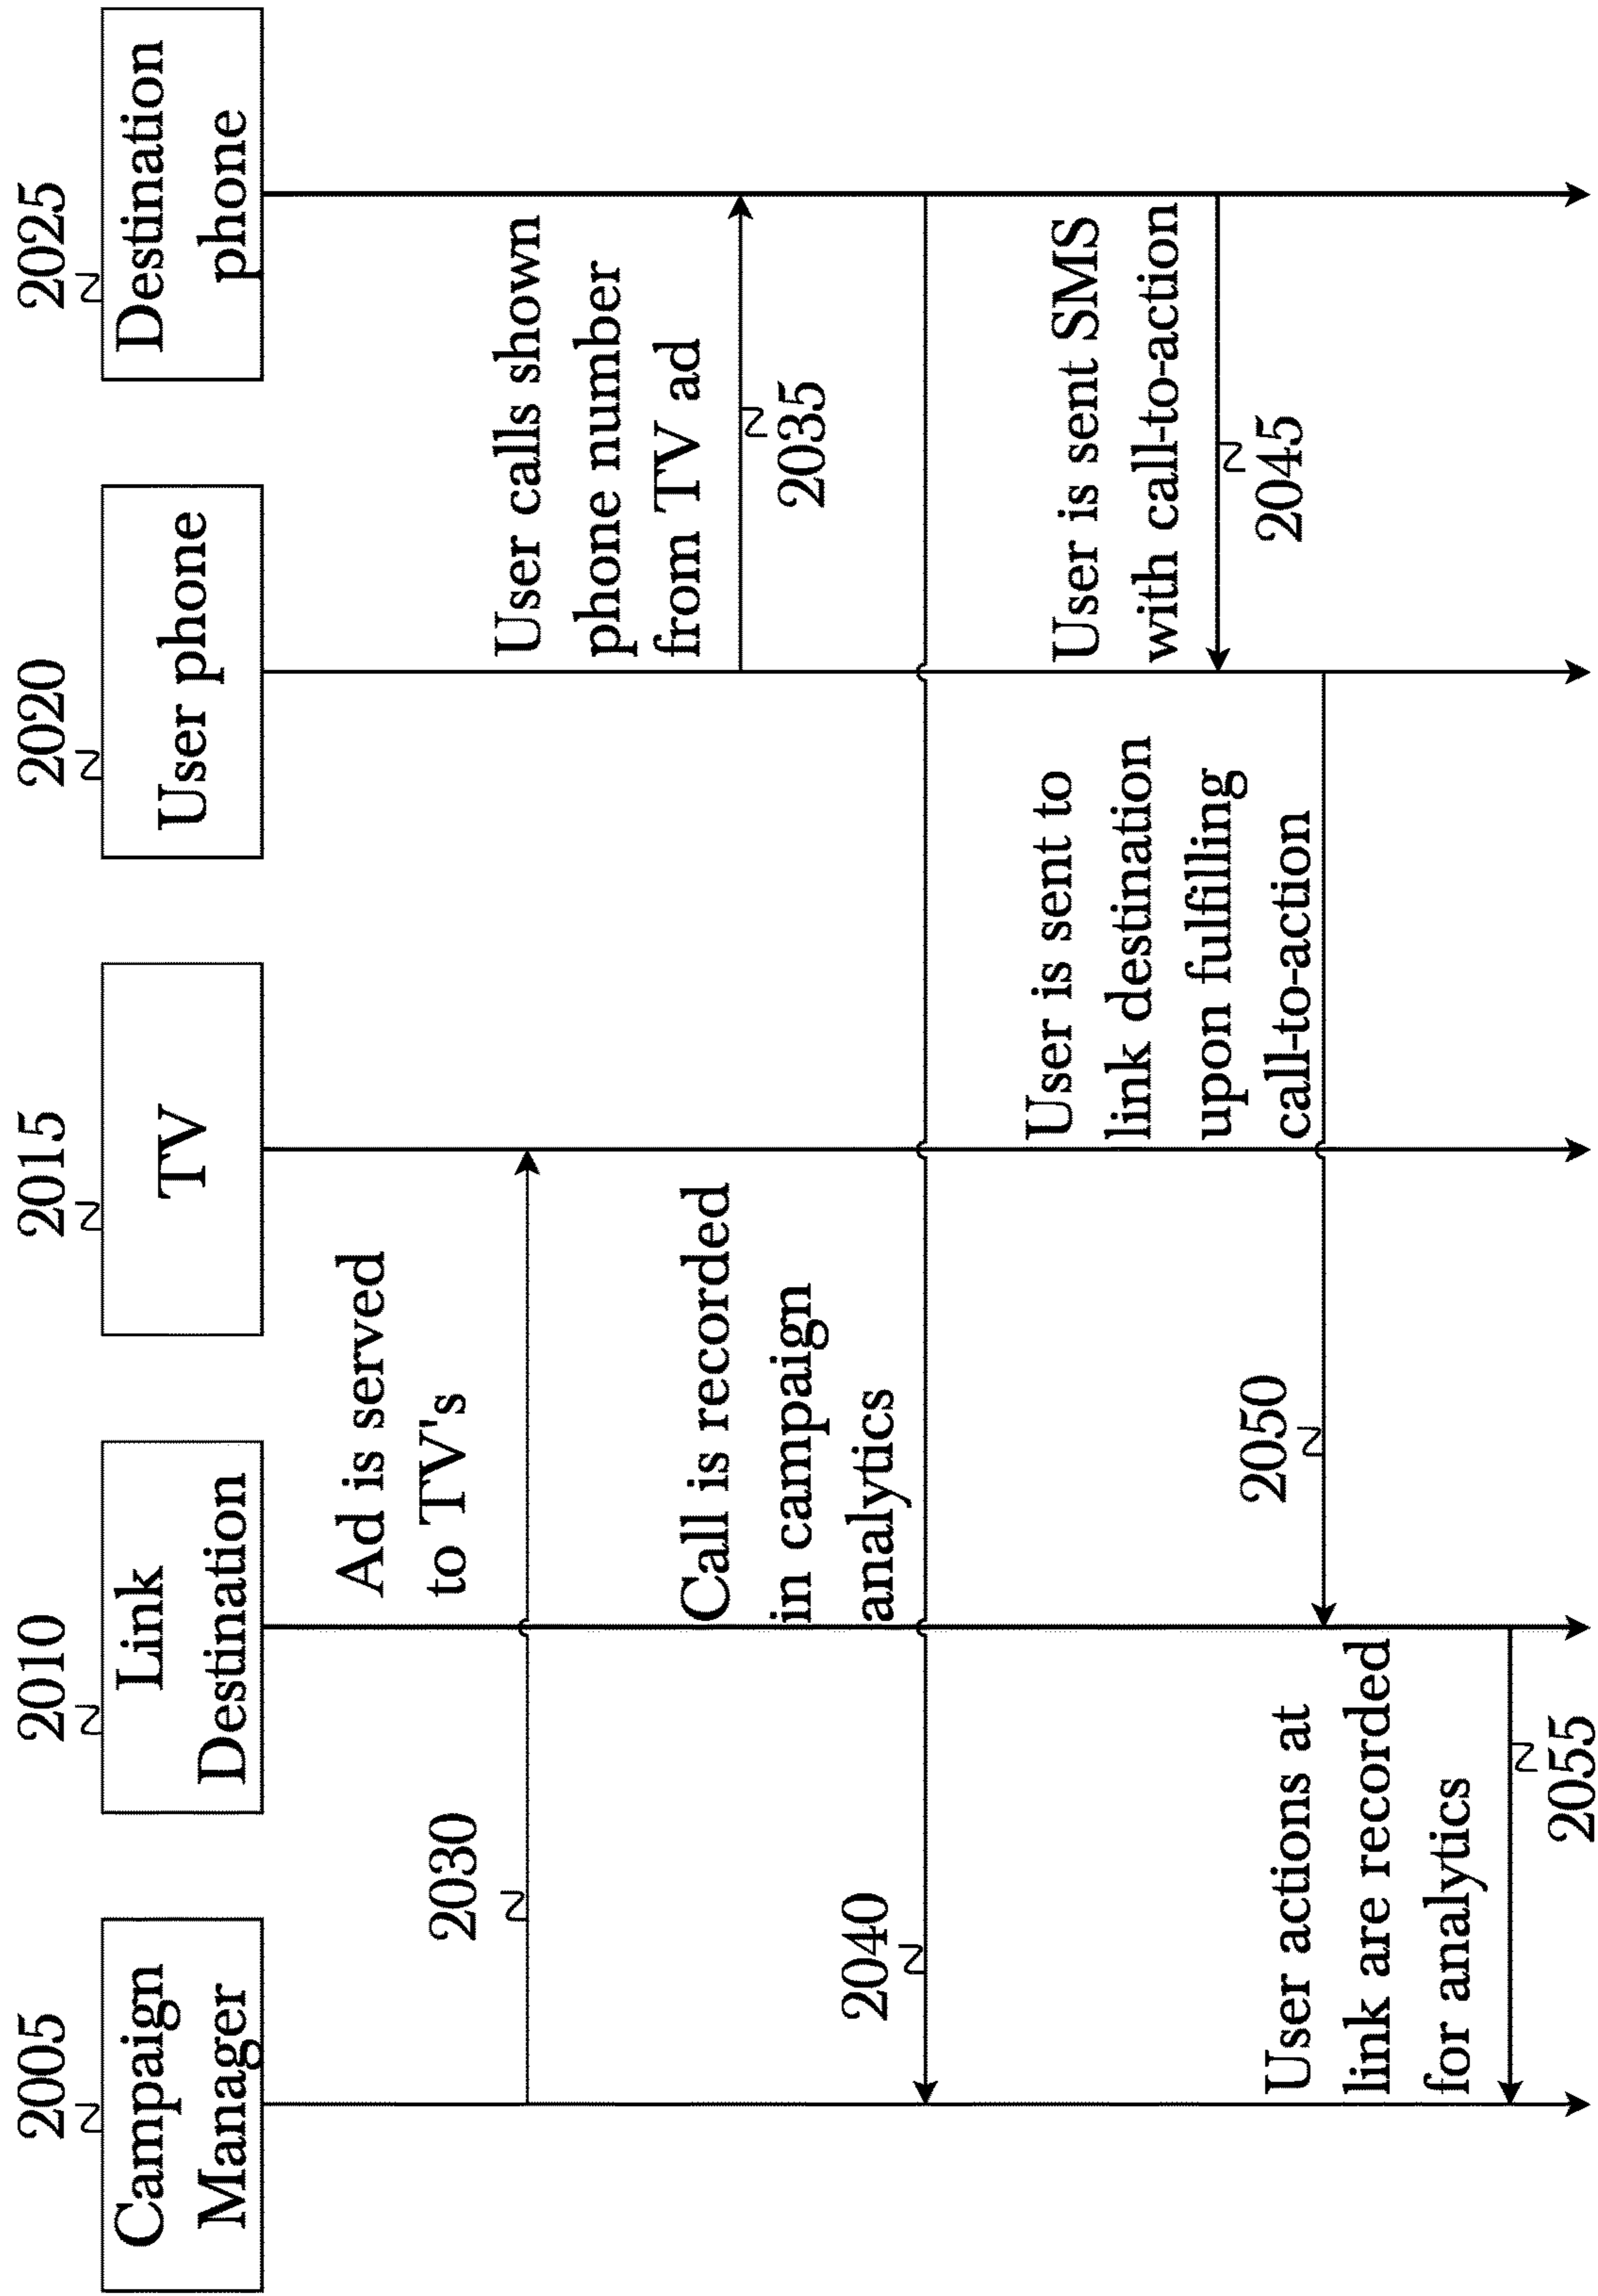 2005
Campaign
Manager
2010
Link
Destination
2015
TV
2020
User phone
2025
Destination
phone
Ad is served
to TV's
2030
User calls shown
phone number
from TV ad
2035
Call is recorded
in campaign
analytics
2040
User is sent SMS
with call-to-action
2045
User is sent to
link destination
upon fulfilling
call-to-action
2050
User actions at
link are recorded
for analytics
2055